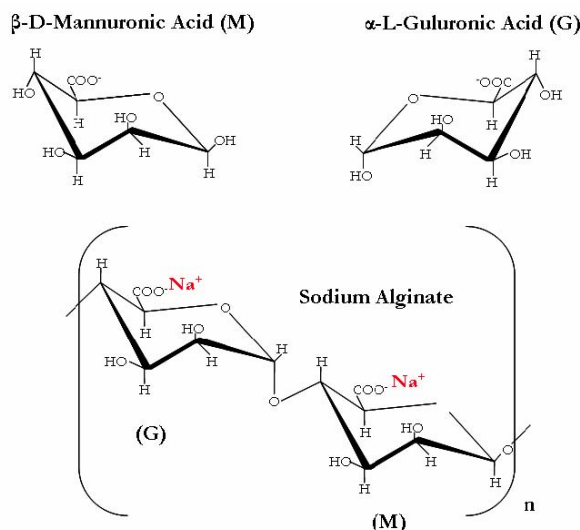 β-D-Mannuronic Acid (M)
α-L-Guluronic Acid (G)
H
COO-
O
HO
H
HO
H
OH
HO
H
H
H
-OOC
H
O
OH
H
H
HO
H
OH
HO
H
H
COO-Na+
Sodium Alginate
O
H
HO
H
HO
H
H
H
COO-Na+
O
(G)
H
HO
O
H
HO
H
H
(M)
n